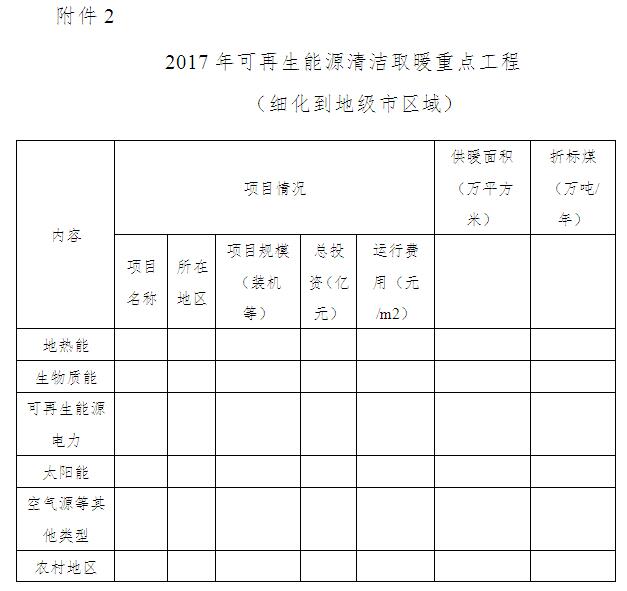 附件2
2017年可再生能源清洁取暖重点工程
（细化到地级市区域）
内容
项目情况
供暖面积
（万平方
米）
折标煤
（万吨/
年）
项目
名称
所在
地区
项目规模
（装机
等）
总投
资（亿
元）
运行费
用（元
/m2）
地热能
生物质能
可再生能源
电力
太阳能
空气源等其
他类型
农村地区